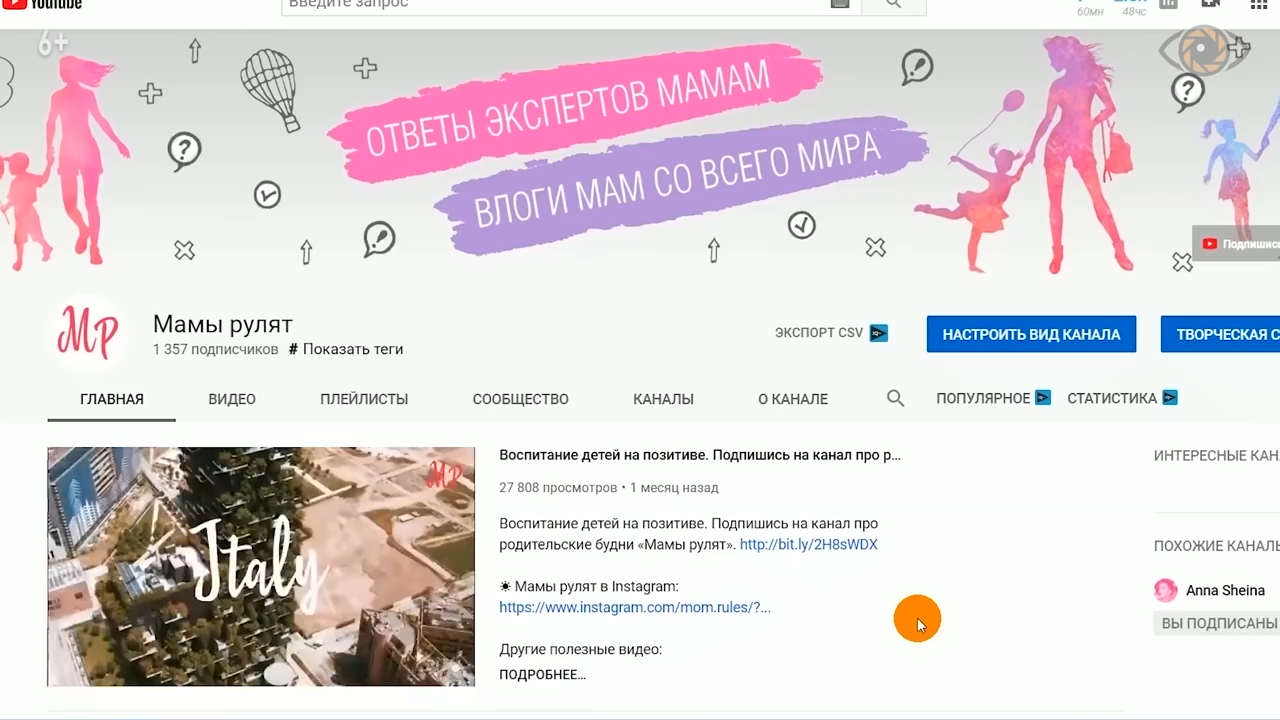 YouTube
Введите запрос
60мн 48чс
6+
ОТВЕТЫ ЭКСПЕРТОВ МАМАМ
ВЛОГИ МАМ СО ВСЕГО МИРА
Подпишись
МР
Мамы рулят
1 357 подписчиков # Показать теги
ЭКСПОРТ CSV
НАСТРОИТЬ ВИД КАНАЛА
ТВОРЧЕСКАЯ С
ГЛАВНАЯ ВИДЕО ПЛЕЙЛИСТЫ СООБЩЕСТВО КАНАЛЫ О КАНАЛЕ ПОПУЛЯРНОЕ СТАТИСТИКА
МР
Italy
Воспитание детей на позитиве. Подпишись на канал про р...
27 808 просмотров • 1 месяц назад
Воспитание детей на позитиве. Подпишись на канал про
родительские будни «Мамы рулят». http://bit.ly/2H8sWDX
☀ Мамы рулят в Instagram:
https://www.instagram.com/mom.rules/?...
Другие полезные видео:
ПОДРОБНЕЕ...
ИНТЕРЕСНЫЕ КАН
ПОХОЖИЕ КАНАЛЬ
Anna Sheina
ВЫ ПОДПИСАНЫ